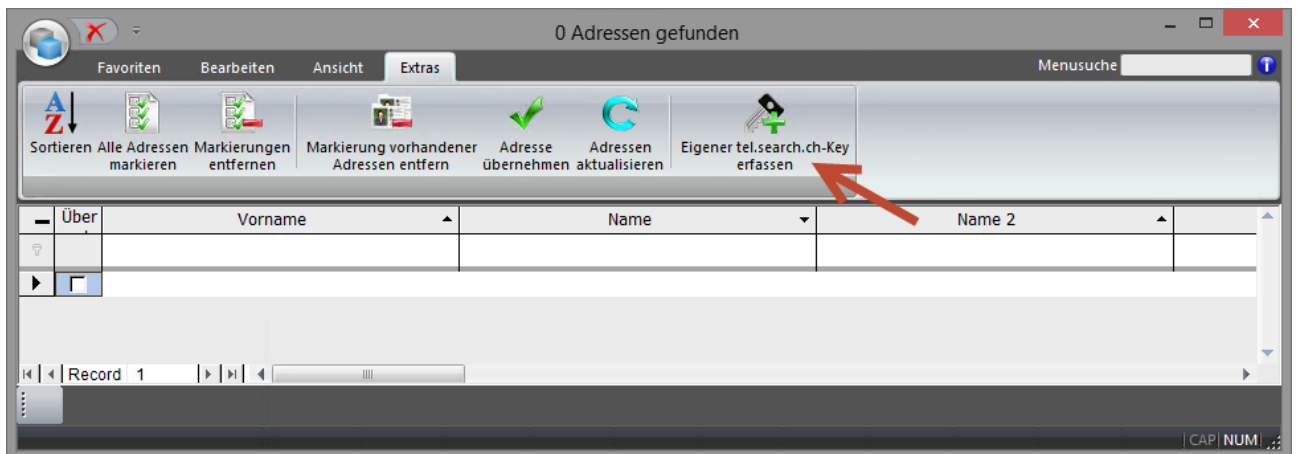 0 Adressen gefunden
Favoriten Bearbeiten Ansicht Extras Menusuche
Sortieren Alle Adressen markieren Markierungen entfernen Markierung vorhandener Adressen entfern Adresse übernehmen Adressen aktualisieren Eigener tel.search.ch-Key erfassen
Über Vorname Name Name 2
Record 1
CAP NUM